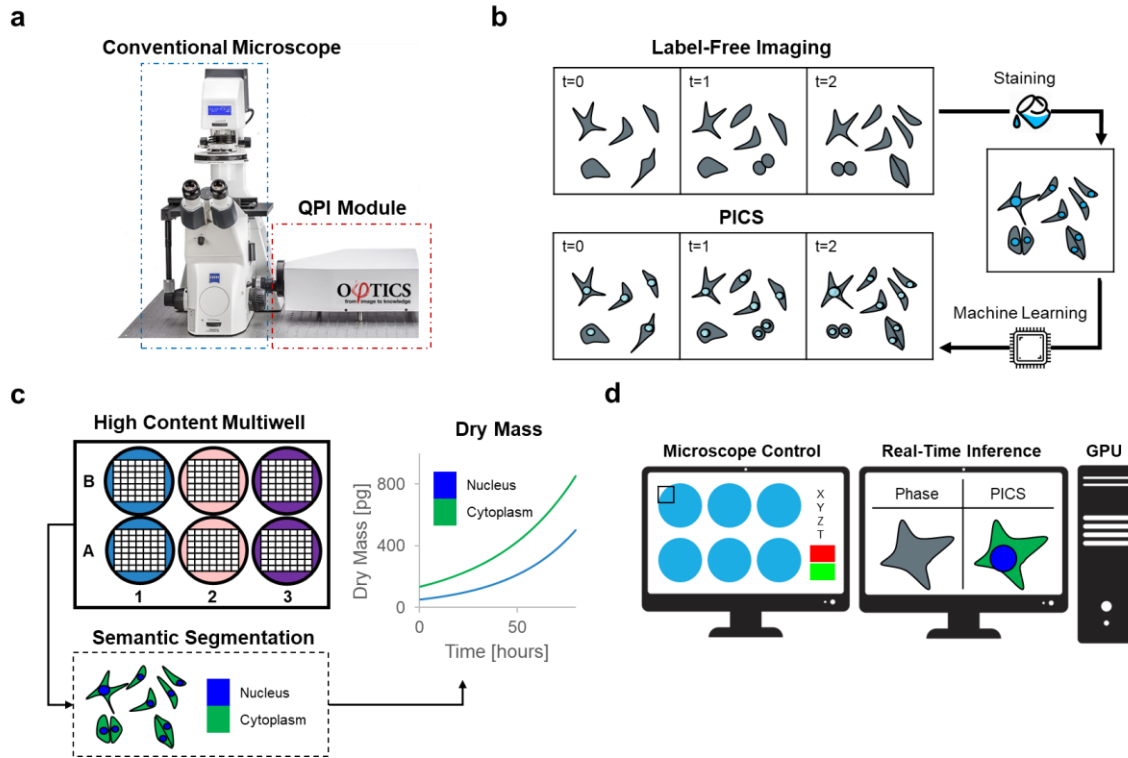 a
Conventional Microscope
QPI Module
OφTICS
from image to knowledge
b
Label-Free Imaging
t=0
t=1
t=2
Staining
PICS
t=0
t=1
t=2
Machine Learning
c
High Content Multiwell
B
A
1 2 3
Semantic Segmentation
Nucleus
Cytoplasm
Dry Mass
Dry Mass [pg]
800
400
0
Nucleus
Cytoplasm
0 50
Time [hours]
d
Microscope Control
X
Y
Z
T
Real-Time Inference
Phase PICS
GPU